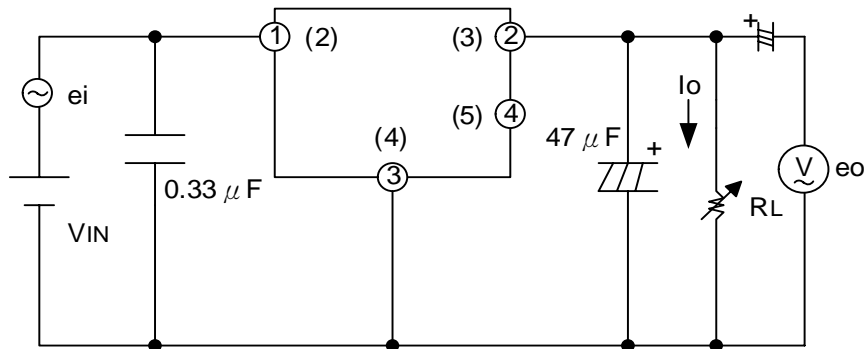 1 (2) (3) 2
ei
(5) 4
Io
(4)
3
47 μF
+
+
0.33 μF
VIN
RL
V
eo